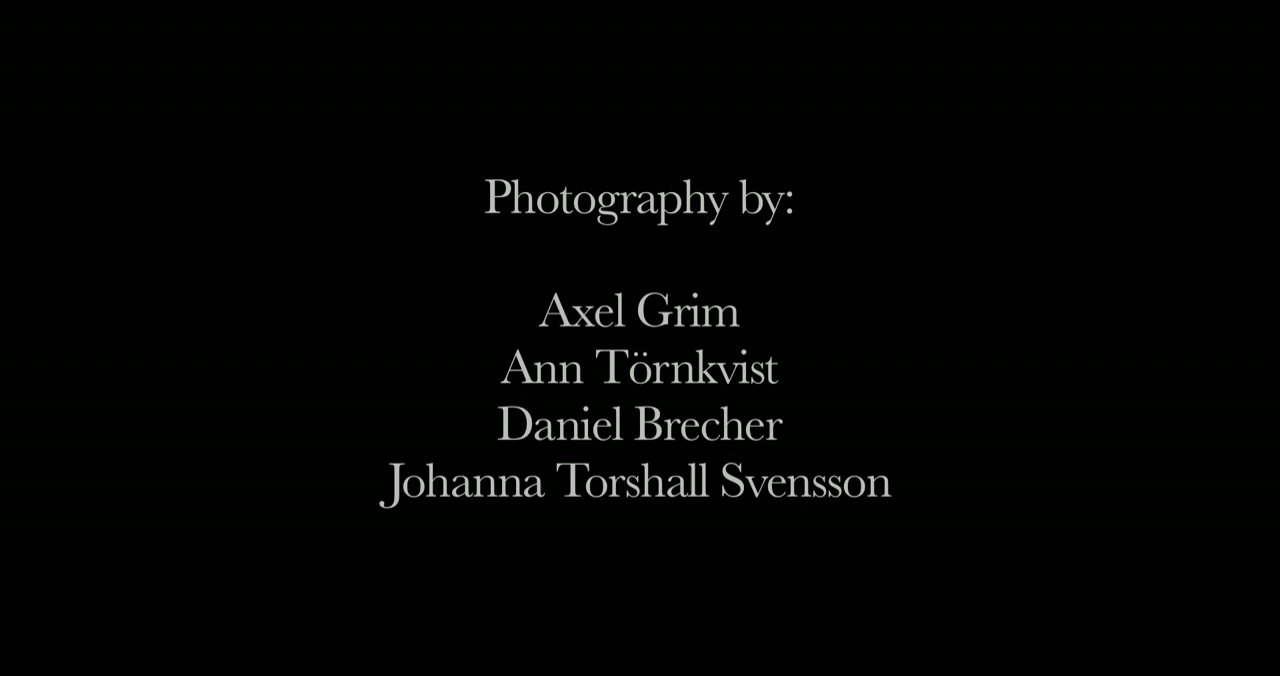 Photography by:
Axel Grim
Ann Törnkvist
Daniel Brecher
Johanna Torshall Svensson